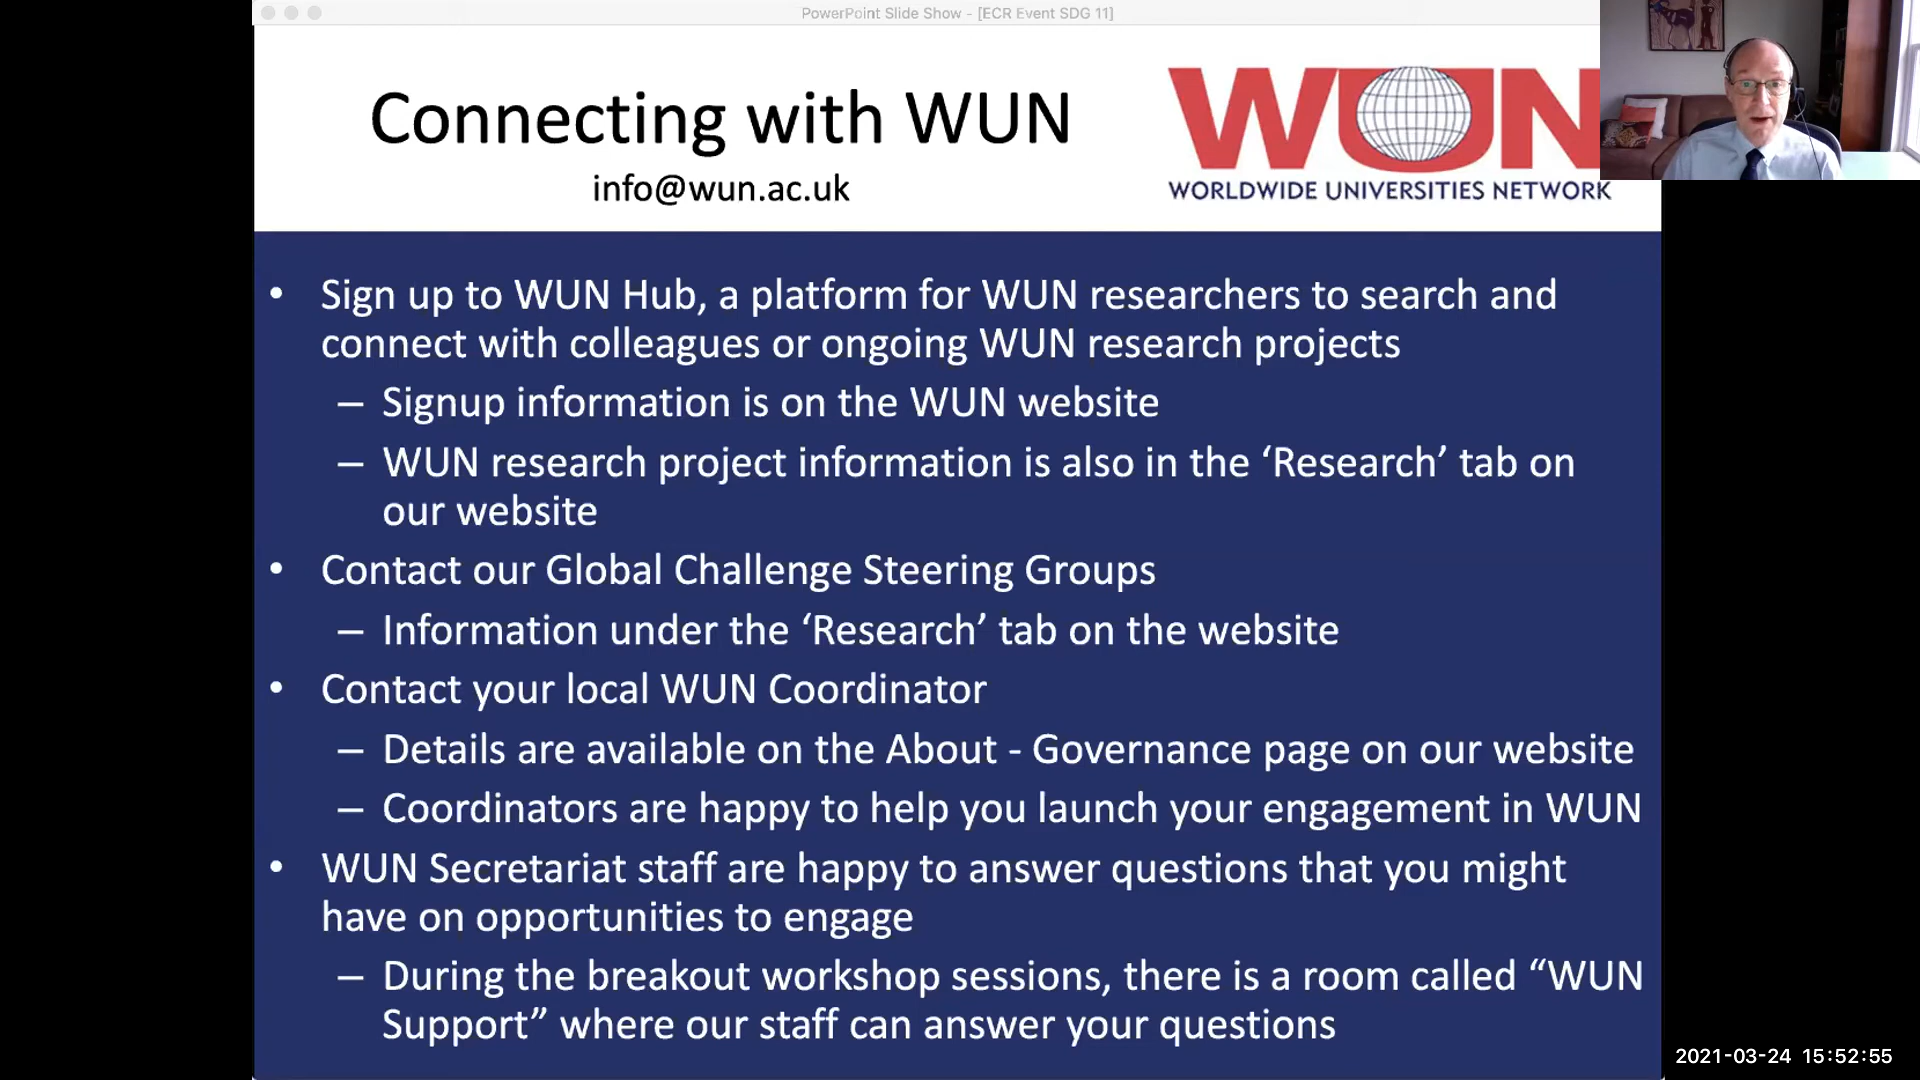 PowerPoint Slide Show - [ECR Event SDG 11]
Connecting with WUN
info@wun.ac.uk
WUN
WORLDWIDE UNIVERSITIES NETWORK
• Sign up to WUN Hub, a platform for WUN researchers to search and
connect with colleagues or ongoing WUN research projects
– Signup information is on the WUN website
– WUN research project information is also in the ‘Research’ tab on
our website
• Contact our Global Challenge Steering Groups
– Information under the ‘Research’ tab on the website
• Contact your local WUN Coordinator
– Details are available on the About - Governance page on our website
– Coordinators are happy to help you launch your engagement in WUN
• WUN Secretariat staff are happy to answer questions that you might
have on opportunities to engage
– During the breakout workshop sessions, there is a room called “WUN
Support” where our staff can answer your questions
2021-03-24 15:52:55